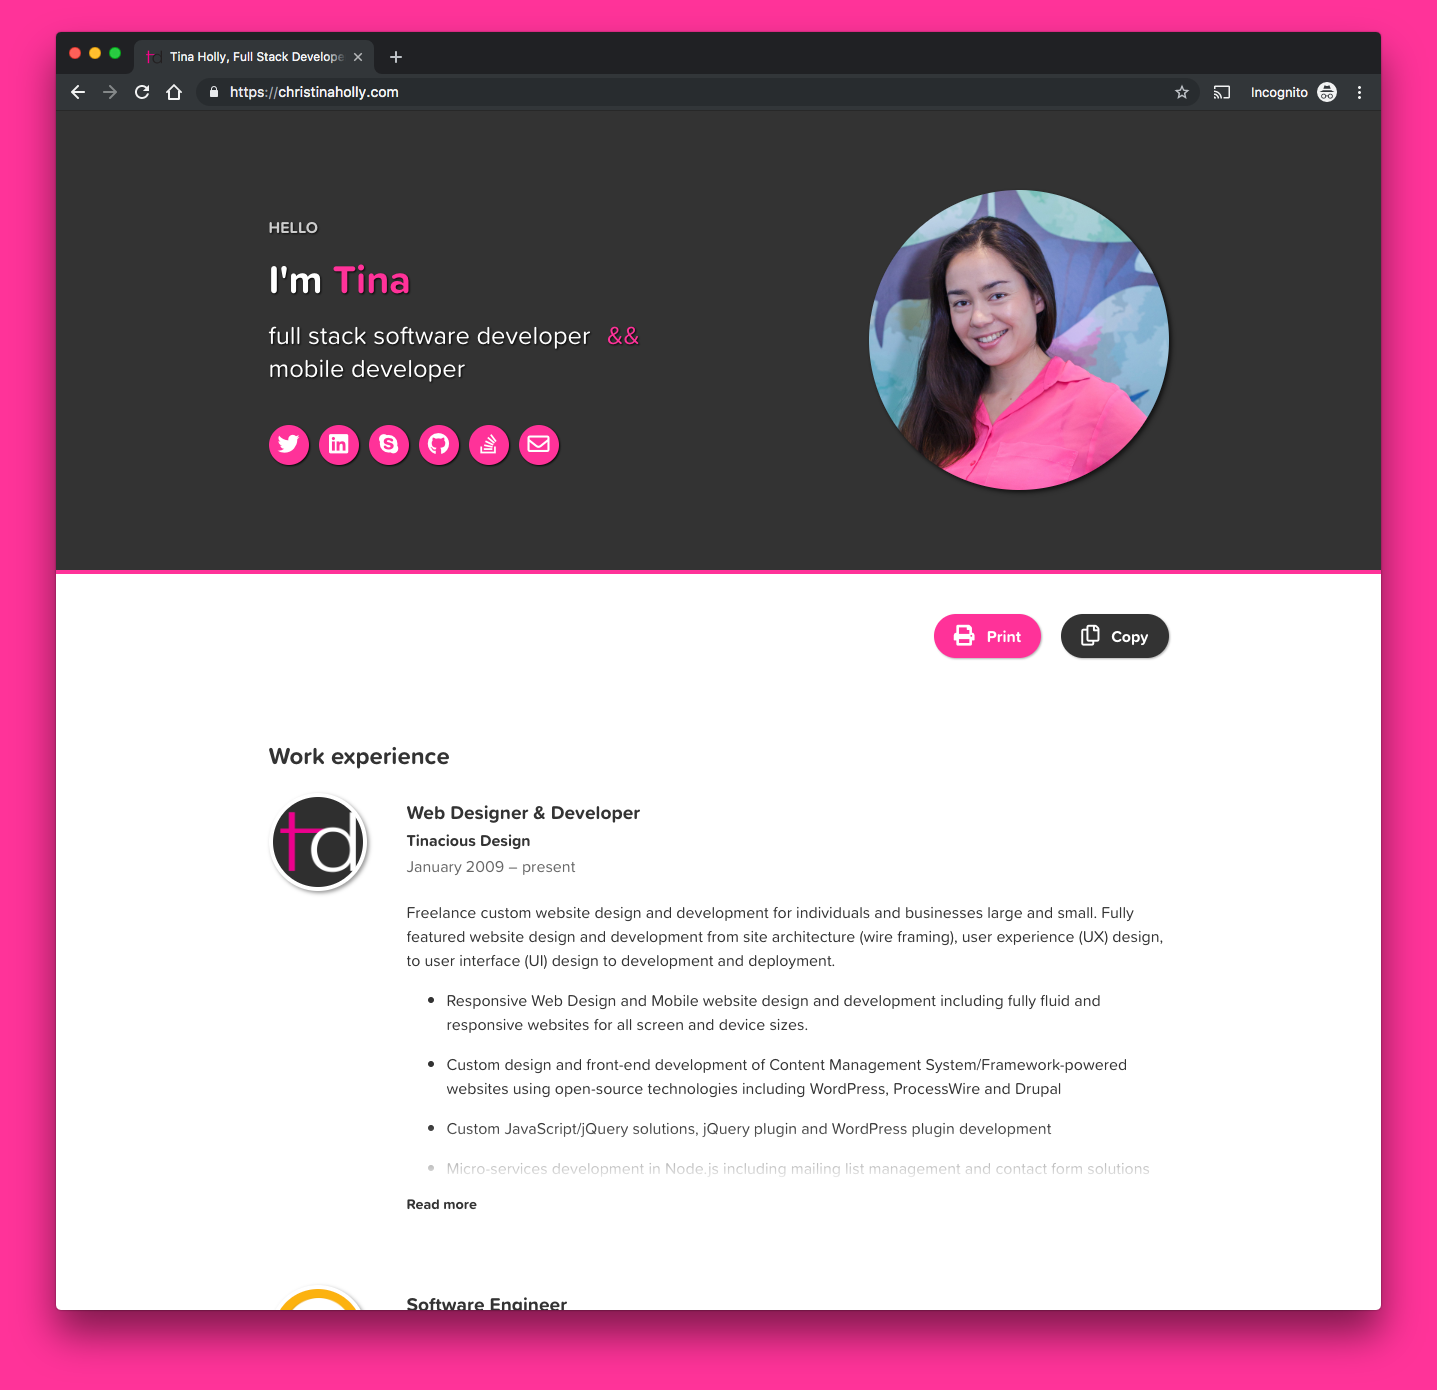 Tina Holly, Full Stack Develope
https://christinaholly.com
Incognito
HELLO
I'm Tina
full stack software developer &&
mobile developer
in
S
Print
Copy
Work experience
td
Web Designer & Developer
Tinacious Design
January 2009 – present
Freelance custom website design and development for individuals and businesses large and small. Fully
featured website design and development from site architecture (wire framing), user experience (UX) design,
to user interface (UI) design to development and deployment.
• Responsive Web Design and Mobile website design and development including fully fluid and
responsive websites for all screen and device sizes.
• Custom design and front-end development of Content Management System/Framework-powered
websites using open-source technologies including WordPress, ProcessWire and Drupal
• Custom JavaScript/jQuery solutions, jQuery plugin and WordPress plugin development
• Micro-services development in Node.js including mailing list management and contact form solutions
Read more
Software Engineer